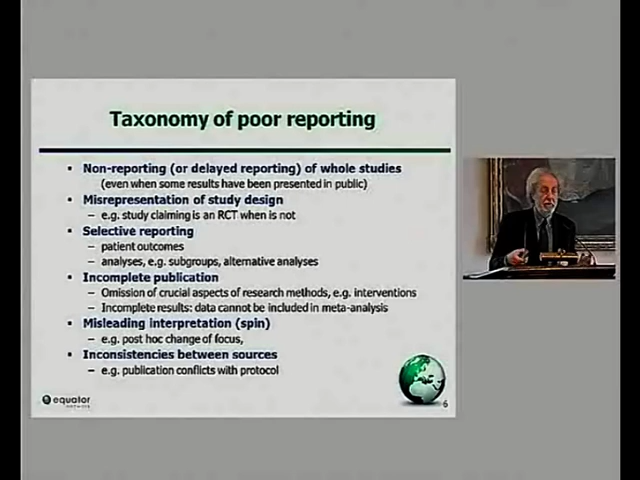 Taxonomy of poor reporting
• Non-reporting (or delayed reporting) of whole studies
(even when some results have been presented in public)
• Misrepresentation of study design
– e.g. study claiming is an RCT when is not
• Selective reporting
– patient outcomes
– analyses, e.g. subgroups, alternative analyses
• Incomplete publication
– Omission of crucial aspects of research methods, e.g. interventions
– Incomplete results: data cannot be included in meta-analysis
• Misleading interpretation (spin)
– e.g. post hoc change of focus,
• Inconsistencies between sources
– e.g. publication conflicts with protocol
equator
network
6